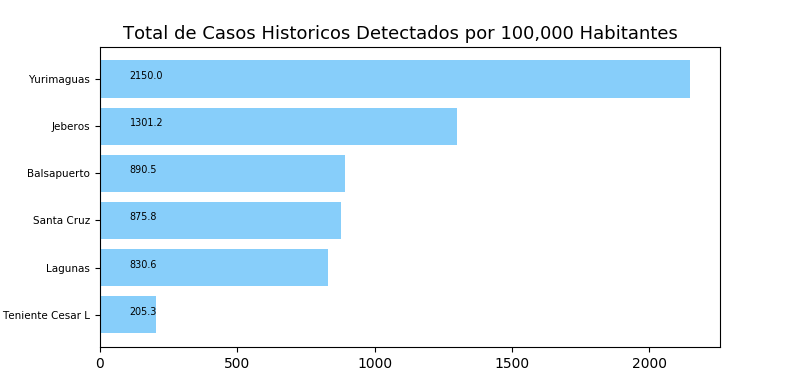 Total de Casos Historicos Detectados por 100,000 Habitantes
Yurimaguas 2150.0
Jeberos 1301.2
Balsapuerto 890.5
Santa Cruz 875.8
Lagunas 830.6
Teniente Cesar L 205.3
0 500 1000 1500 2000